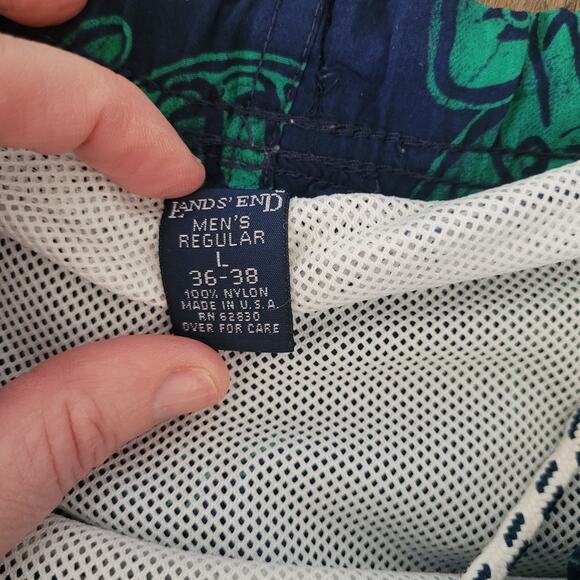 LANDS' END
MEN'S
REGULAR
L
36-38
100% NYLON
MADE IN U.S.A.
RN 62830
OVER FOR CARE